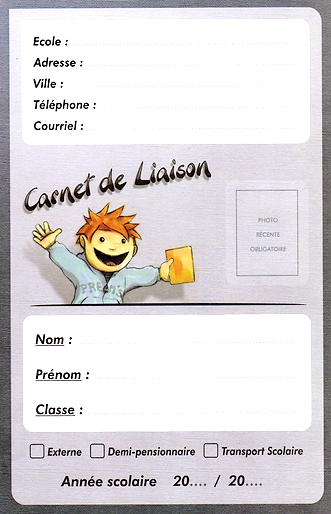 Ecole :
Adresse :
Ville :
Téléphone :
Courriel :
Carnet de Liaison
PHOTO
RÉCENTE
OBLIGATOIRE
Nom :
Prénom :
Classe :
Externe Demi-pensionnaire Transport Scolaire
Année scolaire 20.... / 20....